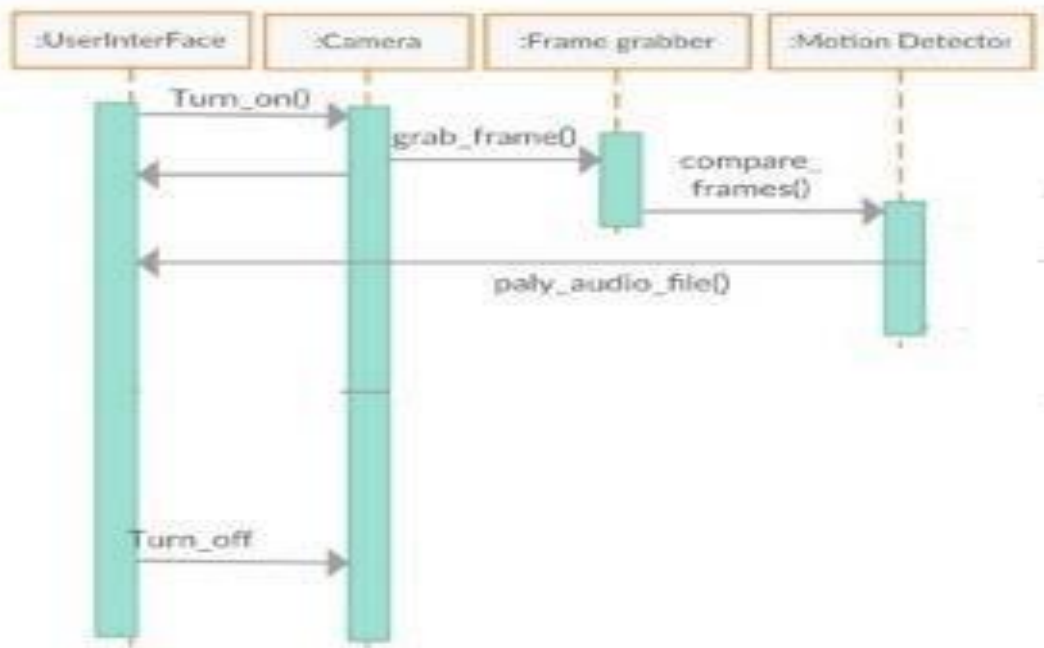 :UserInterFace
:Camera
:Frame grabber
:Motion Detector
Turn_on()
grab_frame()
compare_
frames()
paly_audio_file()
Turn_off